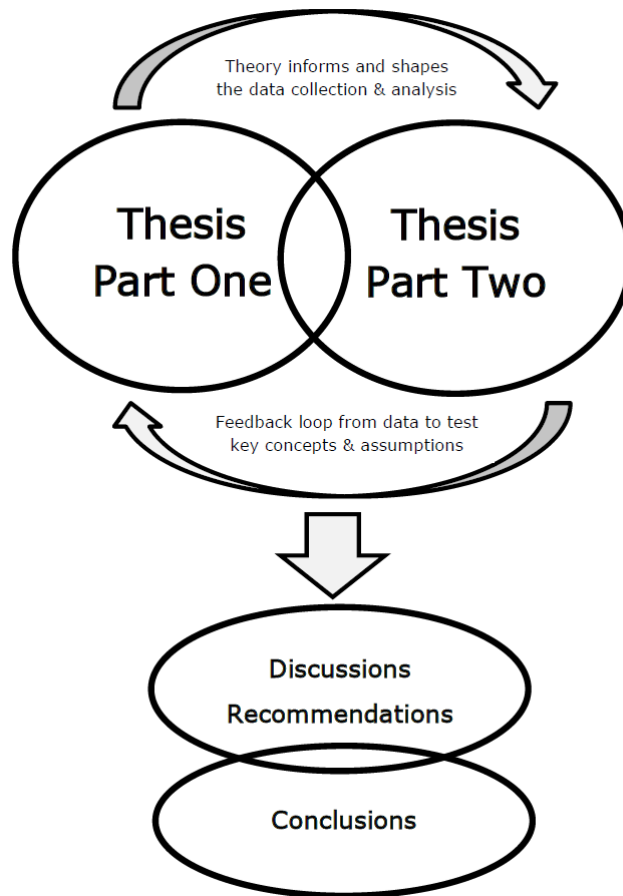 Theory informs and shapes
the data collection & analysis
Thesis
Part One
Thesis
Part Two
Feedback loop from data to test
key concepts & assumptions
Discussions
Recommendations
Conclusions